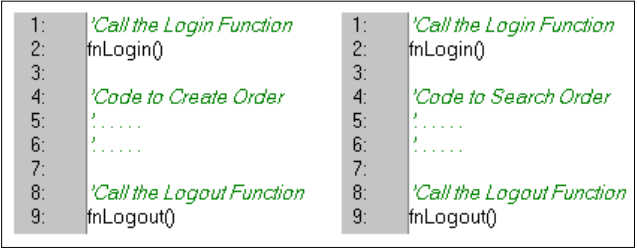 1: 'Call the Login Function
2: fnLogin()
3:
4: 'Code to Create Order
5: '. . . . .
6: '. . . . .
7:
8: 'Call the Logout Function
9: fnLogout()
1: 'Call the Login Function
2: fnLogin()
3:
4: 'Code to Search Order
5: '. . . . .
6: '. . . . .
7:
8: 'Call the Logout Function
9: fnLogout()